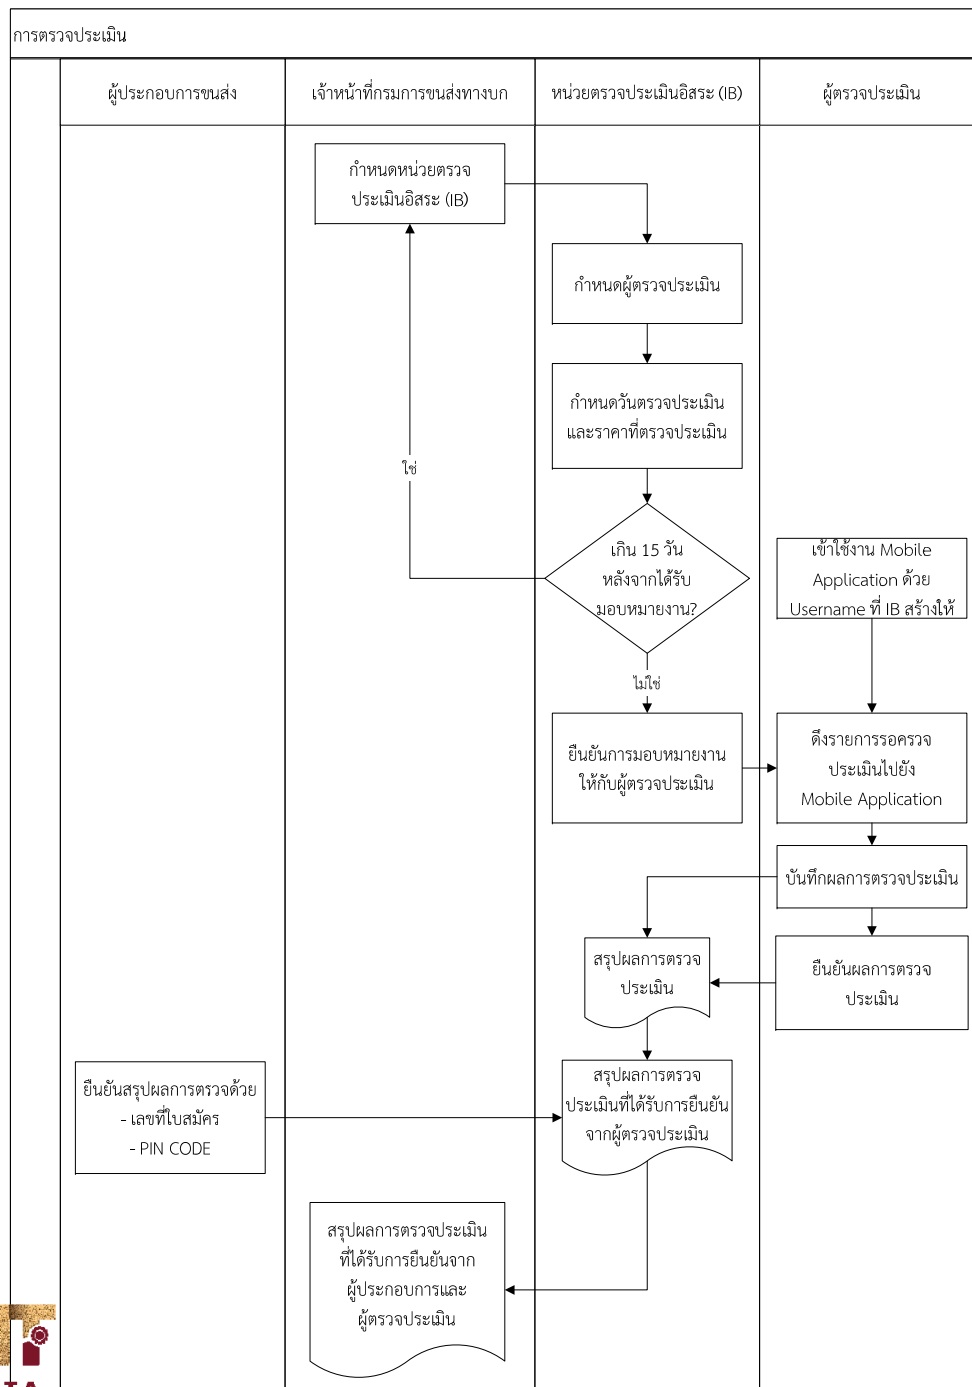 การตรวจประเมิน
ผู้ประกอบการขนส่ง
เจ้าหน้าที่กรมการขนส่งทางบก
หน่วยตรวจประเมินอิสระ (IB)
ผู้ตรวจประเมิน
กำหนดหน่วยตรวจ
ประเมินอิสระ (IB)
กำหนดผู้ตรวจประเมิน
กำหนดวันตรวจประเมิน
และราคาที่ตรวจประเมิน
ใช่
เกิน 15 วัน
หลังจากได้รับ
มอบหมายงาน?
เข้าใช้งาน Mobile
Application ด้วย
Username ที่ IB สร้างให้
ไม่ใช่
ยืนยันการมอบหมายงาน
ให้กับผู้ตรวจประเมิน
ดึงรายการรอครวจ
ประเมินไปยัง
Mobile Application
บันทึกผลการตรวจประเมิน
สรุปผลการตรวจ
ประเมิน
ยืนยันผลการตรวจ
ประเมิน
ยืนยันสรุปผลการตรวจด้วย
- เลขที่ใบสมัคร
- PIN CODE
สรุปผลการตรวจ
ประเมินที่ได้รับการยืนยัน
จากผู้ตรวจประเมิน
สรุปผลการตรวจประเมิน
ที่ได้รับการยืนยันจาก
ผู้ประกอบการและ
ผู้ตรวจประเมิน